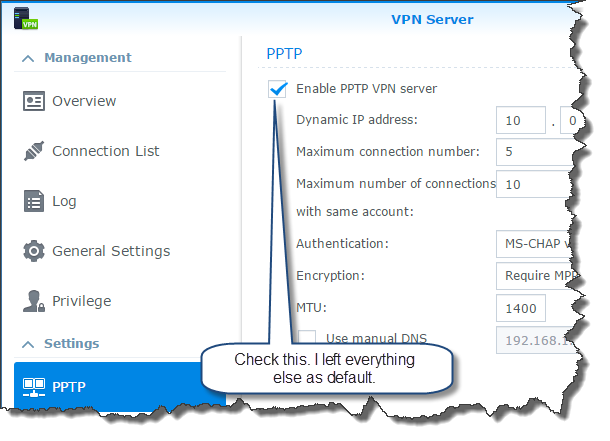 VPN
VPN Server
Management
Overview
Connection List
Log
General Settings
Privilege
Settings
PPTP
PPTP
Enable PPTP VPN server
Dynamic IP address:
10 . 0
Maximum connection number:
5
Maximum number of connections
with same account:
10
Authentication:
MS-CHAP
Encryption:
Require
MTU:
1400
Use manual DNS
192.168.1
Check this. I left everything
else as default.